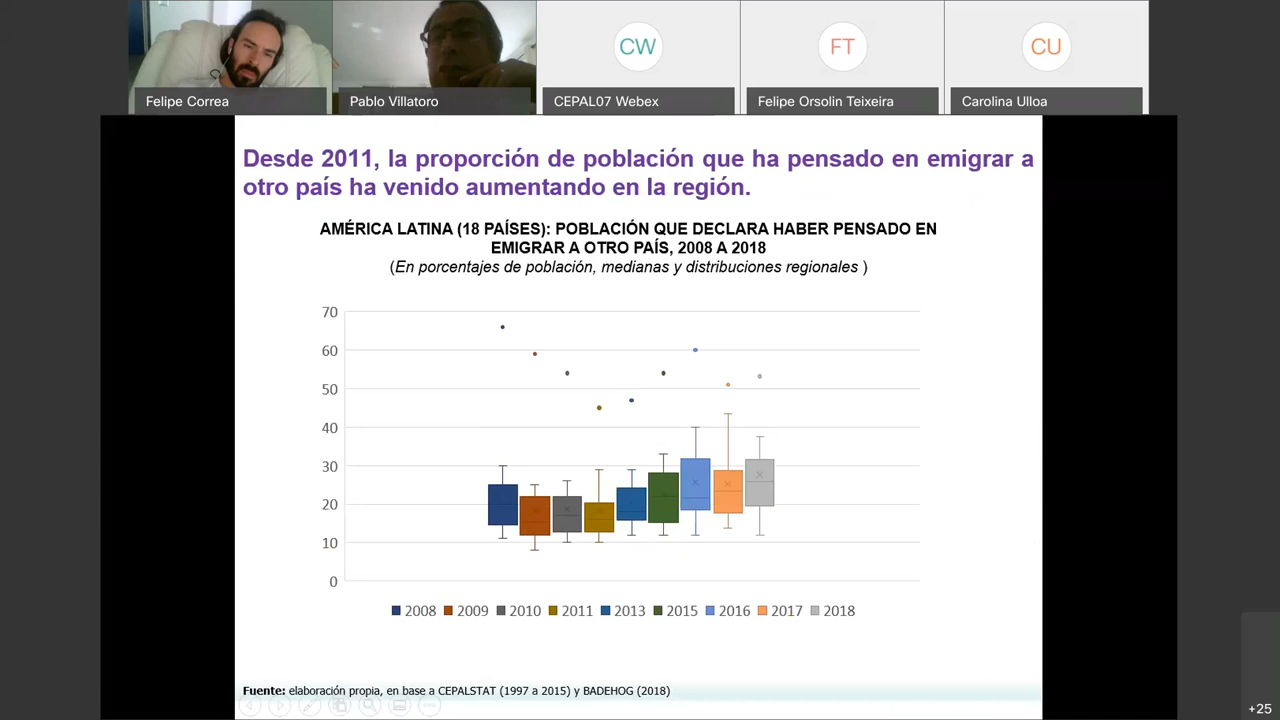 CW
FT
CU
Felipe Correa
Pablo Villatoro
CEPAL07 Webex
Felipe Orsolin Teixeira
Carolina Ulloa
Desde 2011, la proporción de población que ha pensado en emigrar a
otro país ha venido aumentando en la región.
AMÉRICA LATINA (18 PAÍSES): POBLACIÓN QUE DECLARA HABER PENSADO EN
EMIGRAR A OTRO PAÍS, 2008 A 2018
(En porcentajes de población, medianas y distribuciones regionales )
70
60
50
40
30
20
10
0
2008 2009 2010 2011 2013 2015 2016 2017 2018
Fuente: elaboración propia, en base a CEPALSTAT (1997 a 2015) y BADEHOG (2018)
+25